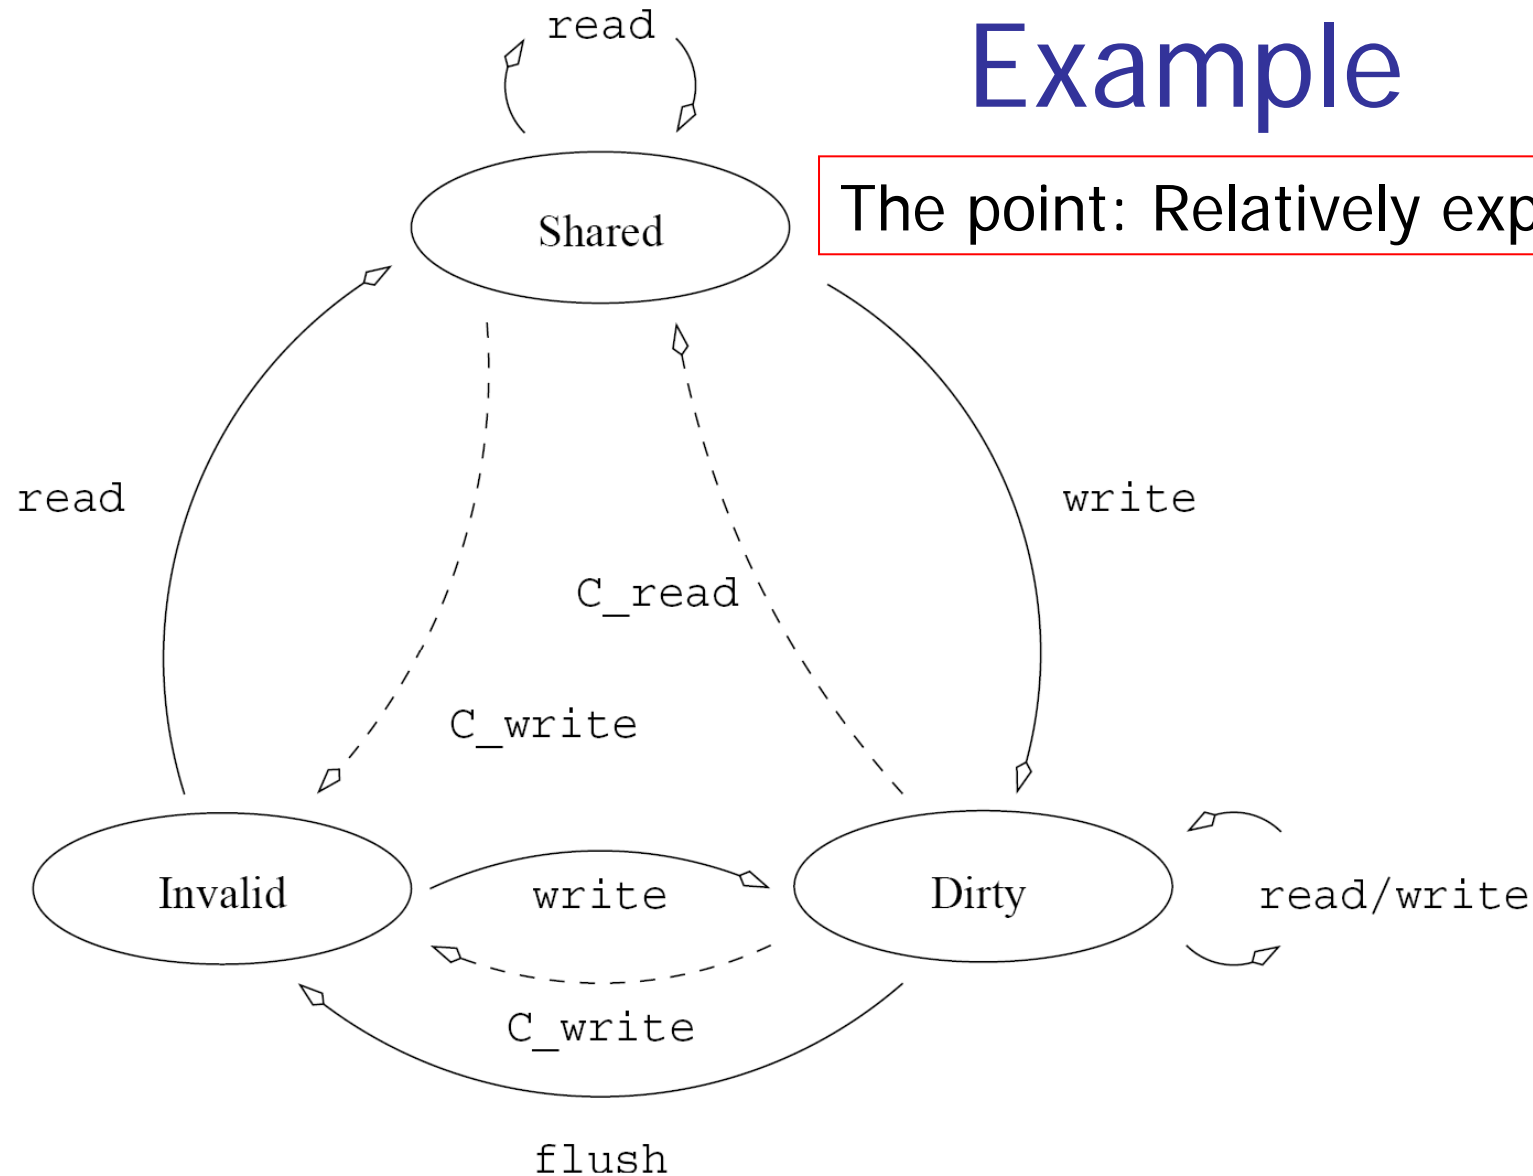 read
Example
The point: Relatively exp
Shared
read
write
C_read
C_write
Invalid
write
Dirty
read/write
C_write
flush